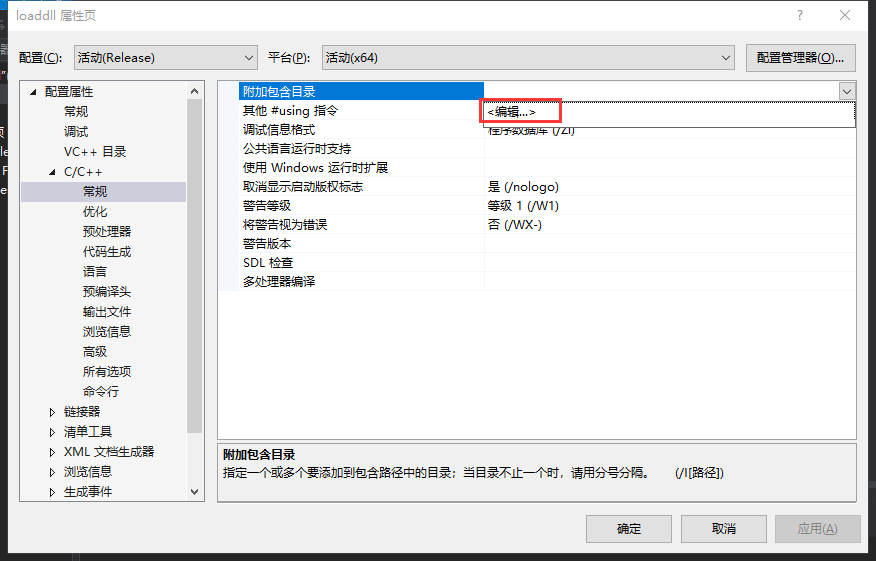 loaddll 属性页
配置(C): 活动(Release) 平台(P): 活动(x64) 配置管理器(O)...
配置属性
常规
调试
VC++ 目录
C/C++
常规
优化
预处理器
代码生成
语言
预编译头
输出文件
浏览信息
高级
所有选项
命令行
链接器
清单工具
XML 文档生成器
浏览信息
生成事件
附加包含目录
其他 #using 指令 <编辑...>
调试信息格式 程序数据库 (/Zi)
公共语言运行时支持
使用 Windows 运行时扩展
取消显示启动版权标志 是 (/nologo)
警告等级 等级 1 (/W1)
将警告视为错误 否 (/WX-)
警告版本
SDL 检查
多处理器编译
附加包含目录
指定一个或多个要添加到包含路径中的目录；当目录不止一个时，请用分号分隔。 (/I[路径])
确定 取消 应用(A)